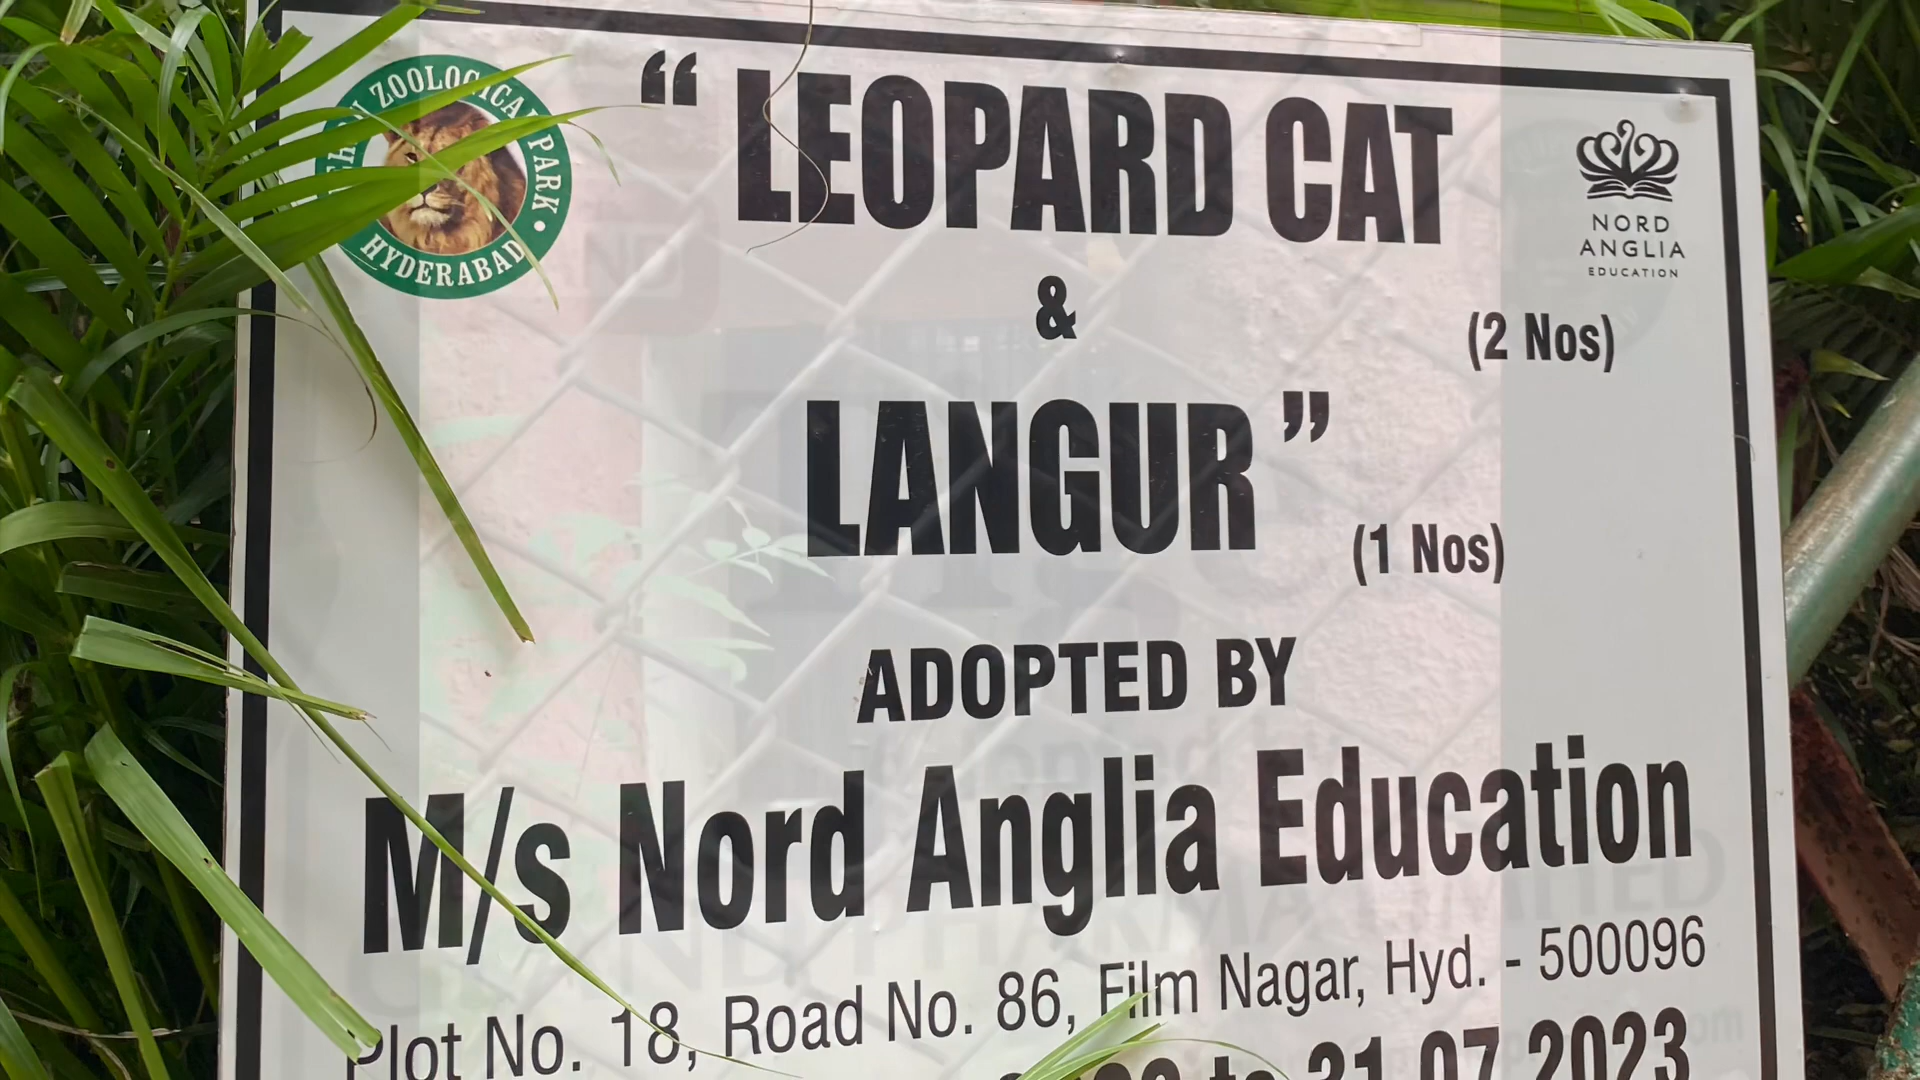 ZOOLOGICAL PARK
HYDERABAD
“ LEOPARD CAT
NORD
ANGLIA
EDUCATION
&
(2 Nos)
LANGUR ”
(1 Nos)
ADOPTED BY
M/s Nord Anglia Education
Plot No. 18, Road No. 86, Film Nagar, Hyd. - 500096
to 31.07.2023